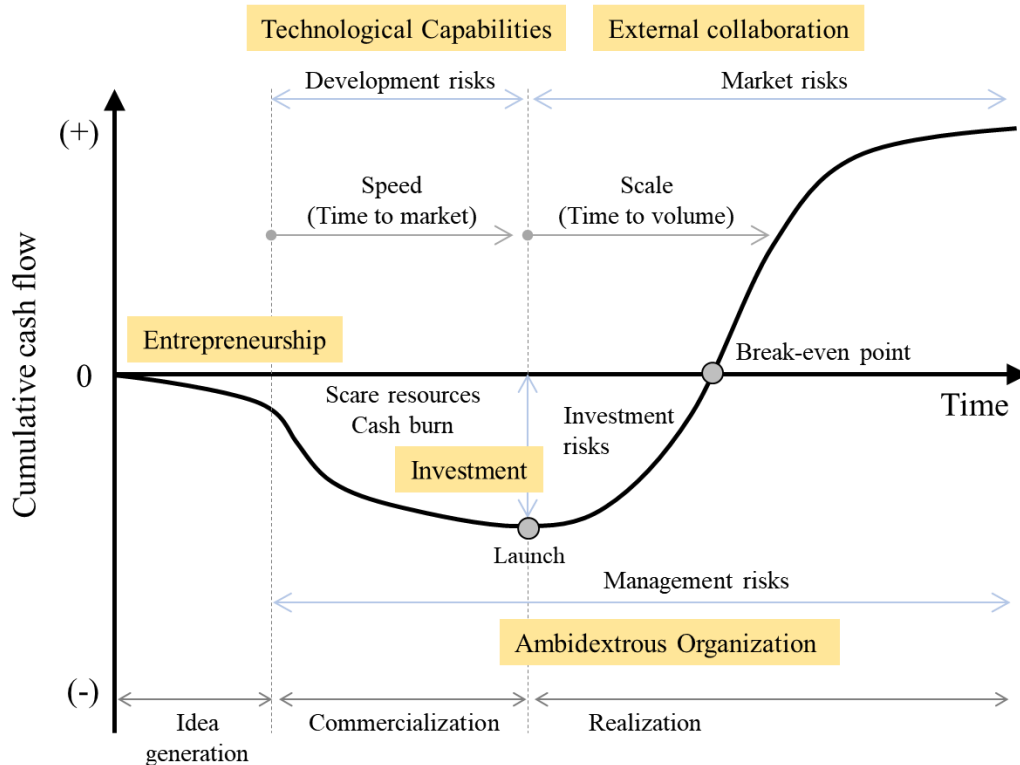 Technological Capabilities
External collaboration
Development risks
Market risks
(+)
Speed
(Time to market)
Scale
(Time to volume)
Cumulative cash flow
Entrepreneurship
Break-even point
0
Scare resources
Cash burn
Investment
risks
Time
Investment
Launch
Management risks
Ambidextrous Organization
(-)
Idea
generation
Commercialization
Realization